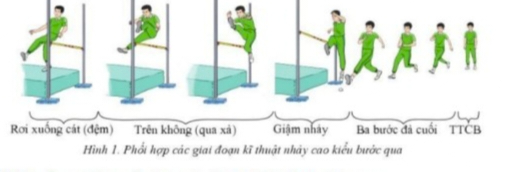 Rơi xuống cát (đệm) Trên không (qua xà) Giậm nhảy Ba bước đà cuối TTCB
Hình 1. Phối hợp các giai đoạn kĩ thuật nhảy cao kiểu bước qua